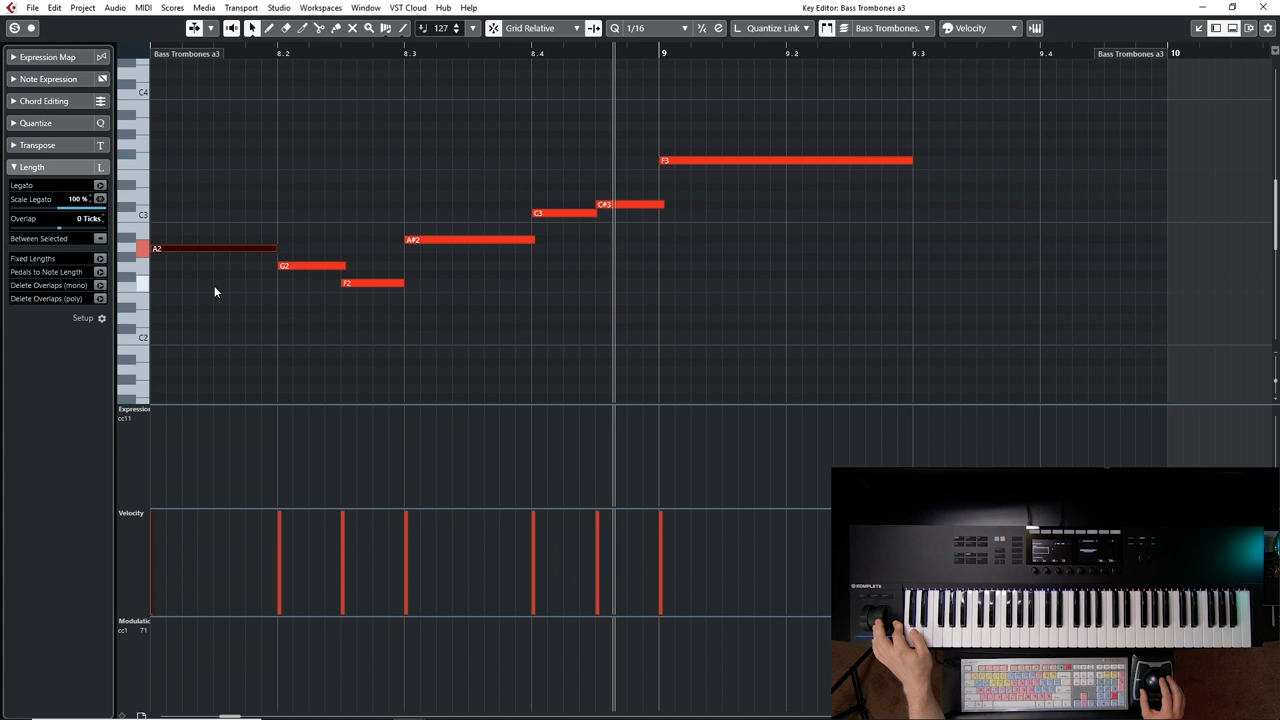 File Edit Project Audio MIDI Scores Media Transport Studio Workspaces Window VST Cloud Hub Help
Key Editor: Bass Trombones a3
127 Grid Relative Q 1/16 L Quantize Link Bass Trombones. Velocity
Bass Trombones a3 8.2 8.3 8.4 9 9.2 9.3 9.4 Bass Trombones a3 10
Expression Map
Note Expression
Chord Editing
Quantize Q
Transpose T
Length L
Legato
Scale Legato 100 %
Overlap 0 Ticks
Between Selected
Fixed Lengths
Pedals to Note Length
Delete Overlaps (mono)
Delete Overlaps (poly)
Setup
C4
C3
C2
F3
C#3
C3
A#2
A2
G2
F2
Expression
cc11
Velocity
Modulatic
cc1 71
KOMPLETE